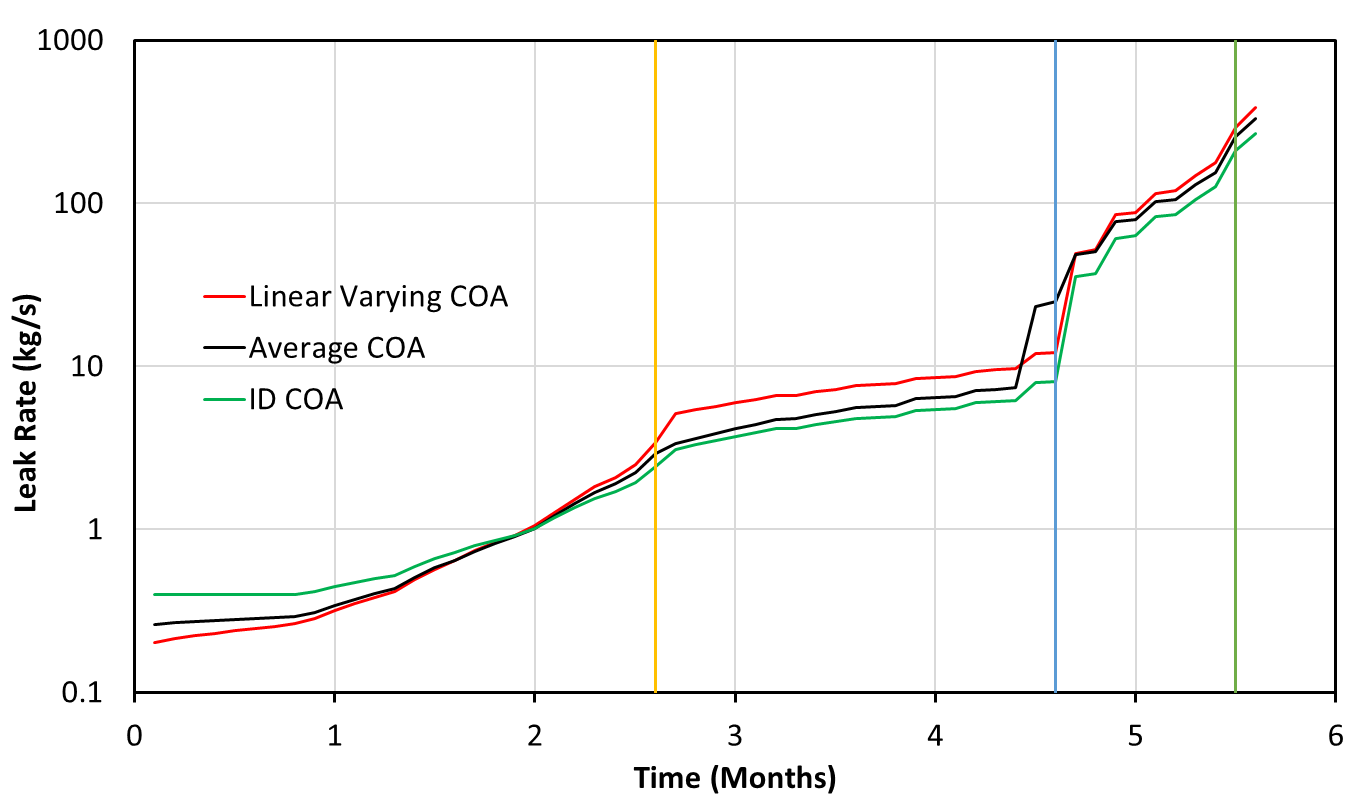 1000
100
10
1
0.1
Leak Rate (kg/s)
Linear Varying COA
Average COA
ID COA
0 1 2 3 4 5 6
Time (Months)